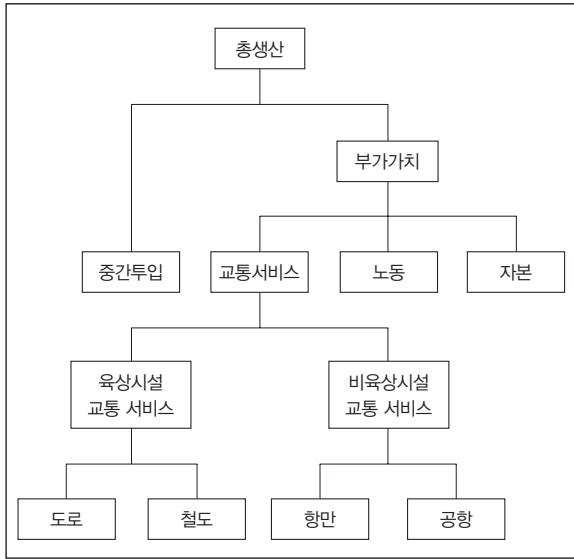 총생산
부가가치
중간투입
교통서비스
노동
자본
육상시설
교통 서비스
비육상시설
교통 서비스
도로
철도
항만
공항